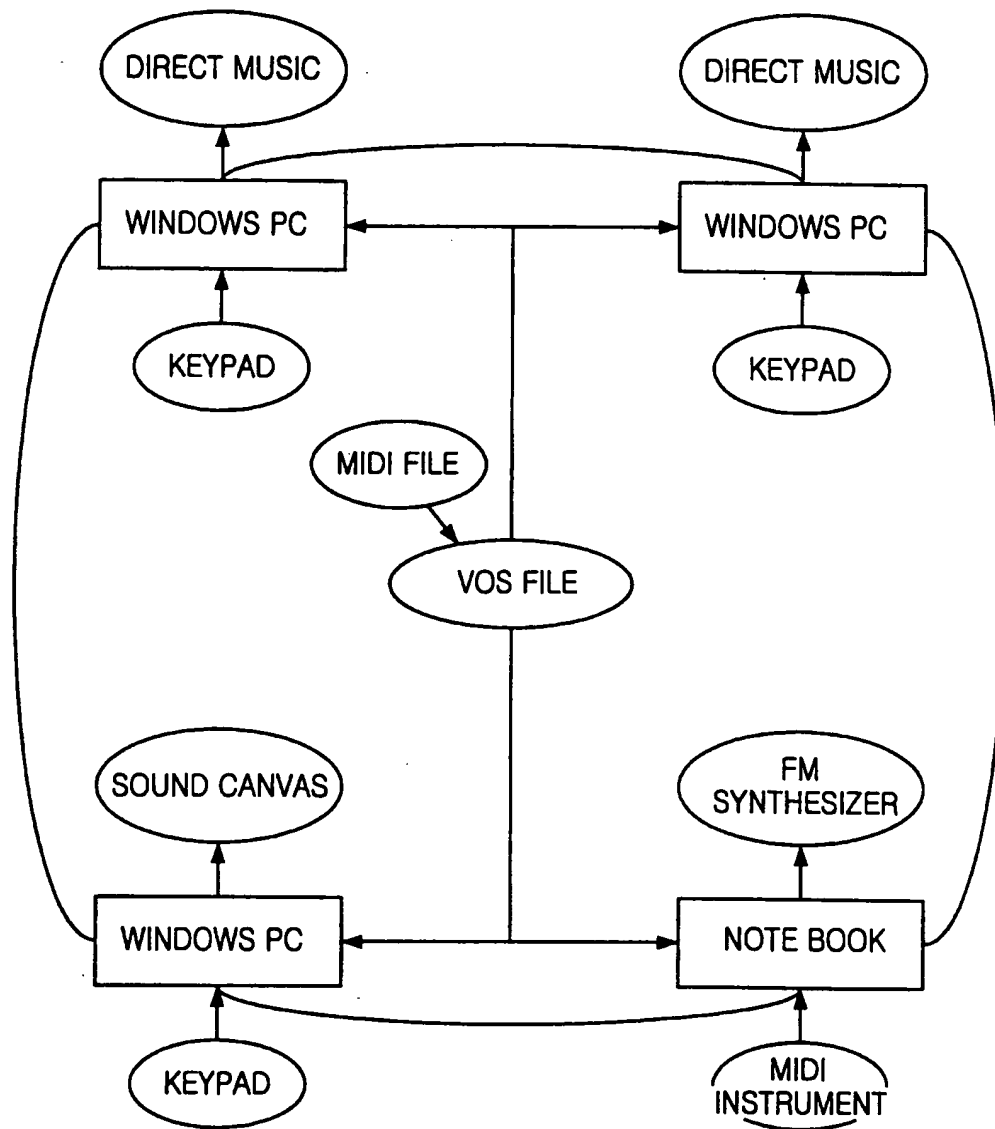 DIRECT MUSIC
DIRECT MUSIC
WINDOWS PC
WINDOWS PC
KEYPAD
KEYPAD
MIDI FILE
VOS FILE
SOUND CANVAS
FM
SYNTHESIZER
WINDOWS PC
NOTE BOOK
KEYPAD
MIDI
INSTRUMENT